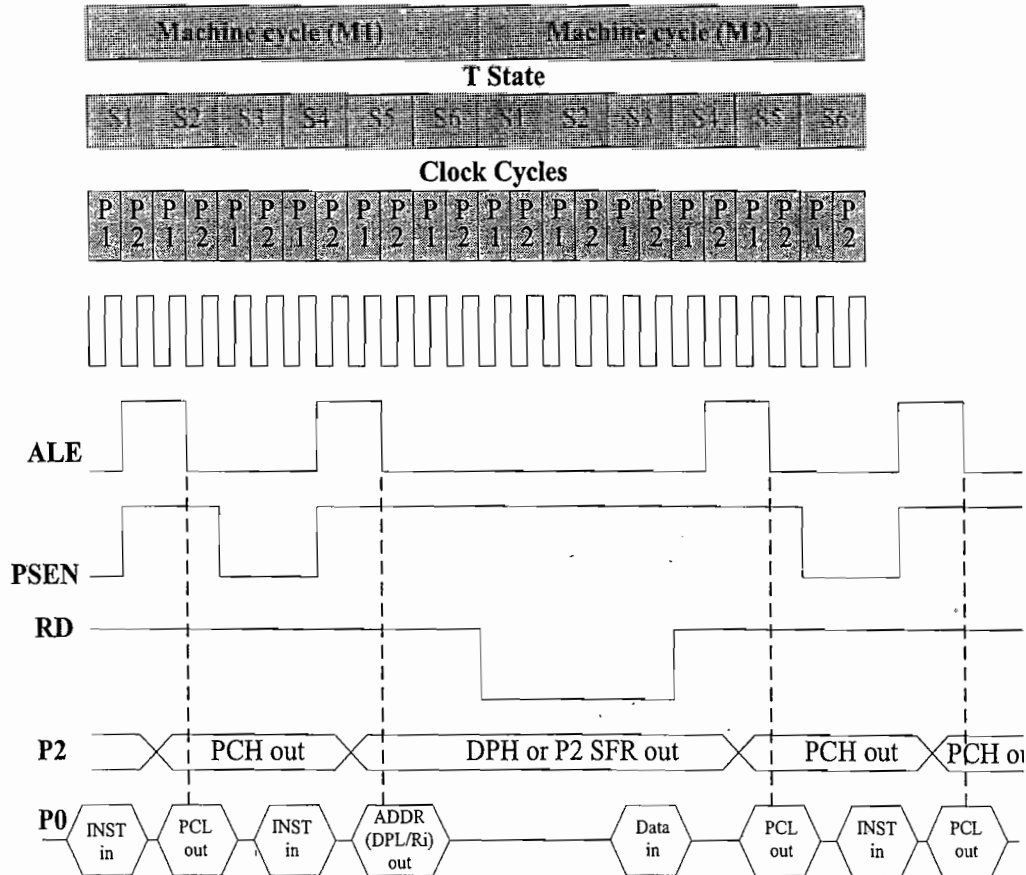 Machine cycle (M1) Machine cycle (M2)
T State
S1 S2 S3 S4 S5 S6 S1 S2 S3 S4 S5 S6
Clock Cycles
P P P P P P P P P P P P P P P P P P P P P P P P
1 2 1 2 1 2 1 2 1 2 1 2 1 2 1 2 1 2 1 2 1 2 1 2
ALE
PSEN
RD
P2 PCH out DPH or P2 SFR out PCH out PCH ou
P0
INST in
PCL out
INST in
ADDR (DPL/Ri) out
Data in
PCL out
INST in
PCL out